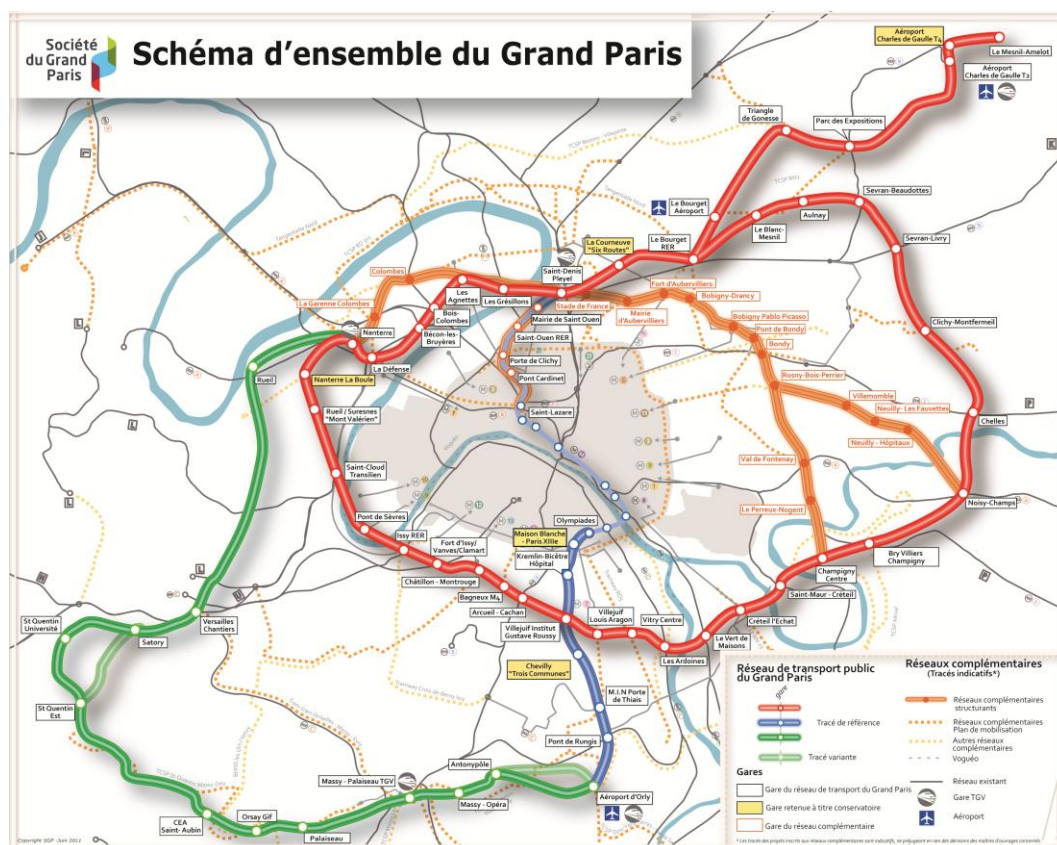 Société
du Grand
Paris
Schéma d'ensemble du Grand Paris
Aéroport
Charles de Gaulle T4
Le Mesnil-Amelot
Aéroport
Charles de Gaulle T2
Triangle
de Gonesse
Parc des Expositions
Sevran-Beaudottes
Le Bourget
Aéroport
Aulnay
Le Blanc-
Mesnil
La Courneuve
"Six Routes"
Le Bourget
RER
Sevran-Livry
Saint-Denis
Pleyel
Colombes
Les
Agnettes
Les Grésillons
Fort d'Aubervilliers
Stade de France
Bobigny-Drancy
La Garenne Colombes
Bois-
Colombes
Mairie de Saint Ouen
Mairie
d'Aubervilliers
Bobigny Pablo Picasso
Clichy-Montfermeil
Nanterre
Bécon-les-
Bruyères
Saint-Ouen RER
Pont de Bondy
Bondy
La Défense
Porte de Clichy
Rueil
Nanterre La Boule
Pont Cardinet
Rosny-Bois-Perrier
Saint-Lazare
Villemomble
Neuilly- Les Fauvettes
Chelles
Rueil / Suresnes
"Mont Valérien"
Neuilly - Hôpitaux
Val de Fontenay
Saint-Cloud
Transilien
Noisy-Champs
Le Perreux-Nogent
Pont de Sèvres
Olympiades
Issy RER
Maison Blanche
- Paris XIIIe
Fort d'Issy/
Vanves/Clamart
Kremlin-Bicêtre
Hôpital
Bry Villiers
Champigny
Champigny
Centre
Châtillon - Montrouge
Saint-Maur - Créteil
Bagneux M4
Arcueil - Cachan
Villejuif
Louis Aragon
Vitry Centre
Créteil l'Echat
St Quentin
Université
Versailles
Chantiers
Villejuif Institut
Gustave Roussy
Le Vert de
Maisons
Satory
Les Ardoines
Chevilly
"Trois Communes"
St Quentin
Est
M.I.N Porte
de Thiais
Pont de Rungis
Antonypôle
Massy - Palaiseau TGV
Massy - Opéra
Aéroport d'Orly
CEA
Saint- Aubin
Orsay Gif
Palaiseau
Réseau de transport public
du Grand Paris
gare
Tracé de référence
Tracé variante
Gares
Gare du réseau de transport du Grand Paris
Gare retenue à titre conservatoire
Gare du réseau complémentaire
Réseaux complémentaires
(Tracés indicatifs*)
Réseaux complémentaires
structurants
Réseaux complémentaires
Plan de mobilisation
Autres réseaux
complémentaires
Voguéo
Réseau existant
Gare TGV
Aéroport